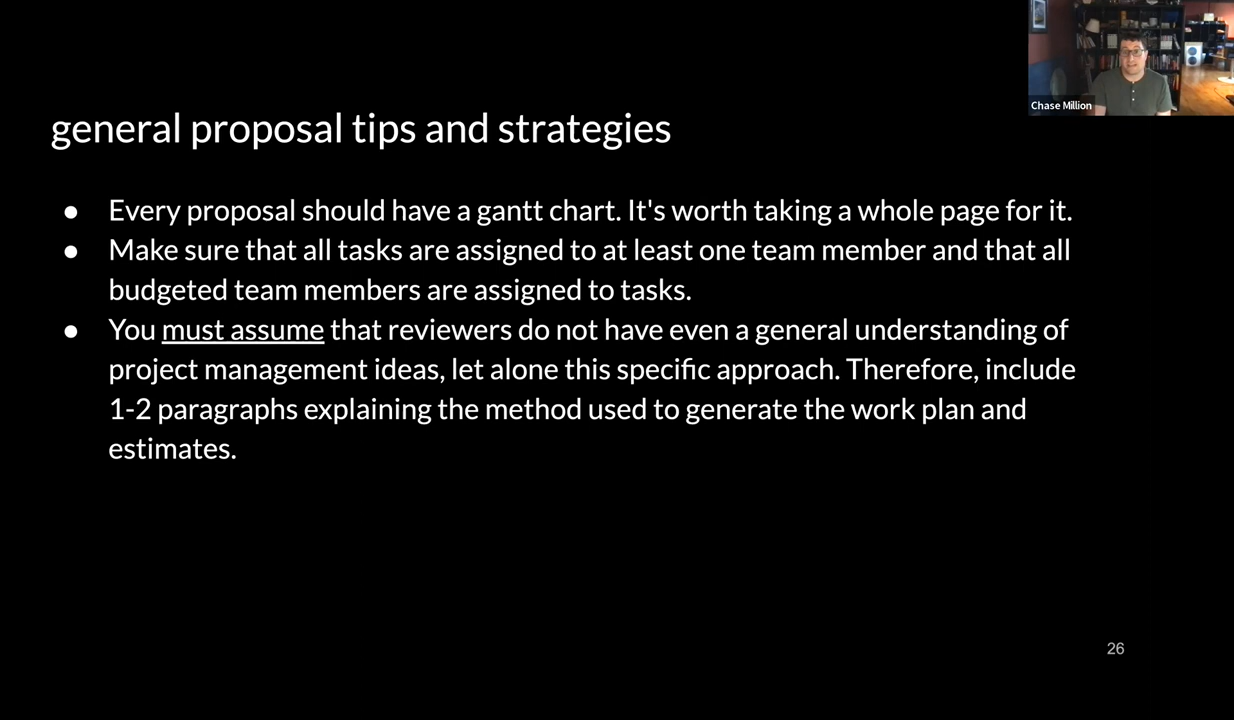 Chase Million
general proposal tips and strategies
● Every proposal should have a gantt chart. It's worth taking a whole page for it.
● Make sure that all tasks are assigned to at least one team member and that all
budgeted team members are assigned to tasks.
● You must assume that reviewers do not have even a general understanding of
project management ideas, let alone this specific approach. Therefore, include
1-2 paragraphs explaining the method used to generate the work plan and
estimates.
26